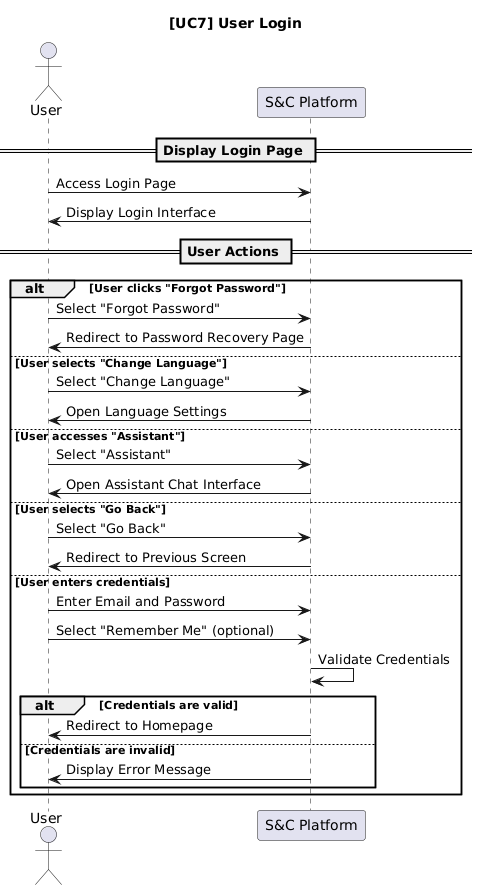 [UC7] User Login
User
S&C Platform
Display Login Page
Access Login Page
Display Login Interface
User Actions
alt [User clicks "Forgot Password"]
Select "Forgot Password"
Redirect to Password Recovery Page
[User selects "Change Language"]
Select "Change Language"
Open Language Settings
[User accesses "Assistant"]
Select "Assistant"
Open Assistant Chat Interface
[User selects "Go Back"]
Select "Go Back"
Redirect to Previous Screen
[User enters credentials]
Enter Email and Password
Select "Remember Me" (optional)
Validate Credentials
alt [Credentials are valid]
Redirect to Homepage
[Credentials are invalid]
Display Error Message
User
S&C Platform